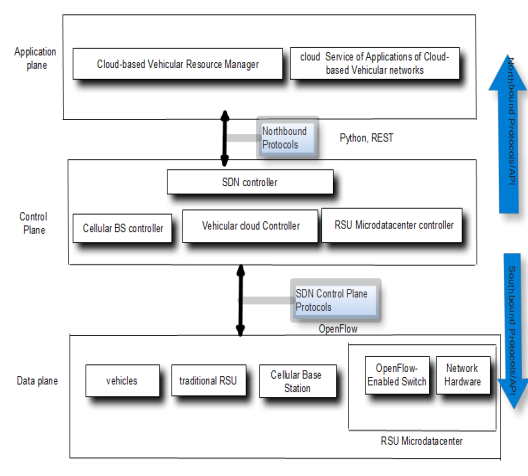 Application
plane
Cloud-based Vehicular Resource Manager
cloud Service of Applications of Cloud-
based Vehicular networks
Northbound
Protocols
Python, REST
Northbound Protocols/API
SDN controller
Control
Plane
Cellular BS controller
Vehicular cloud Controller
RSU Microdatacenter controller
SDN Control Plane
Protocols
OpenFlow
Southbound Protocols/API
Data plane
vehicles
traditional RSU
Cellular Base
Station
OpenFlow-
Enabled Switch
Network
Hardware
RSU Microdatacenter